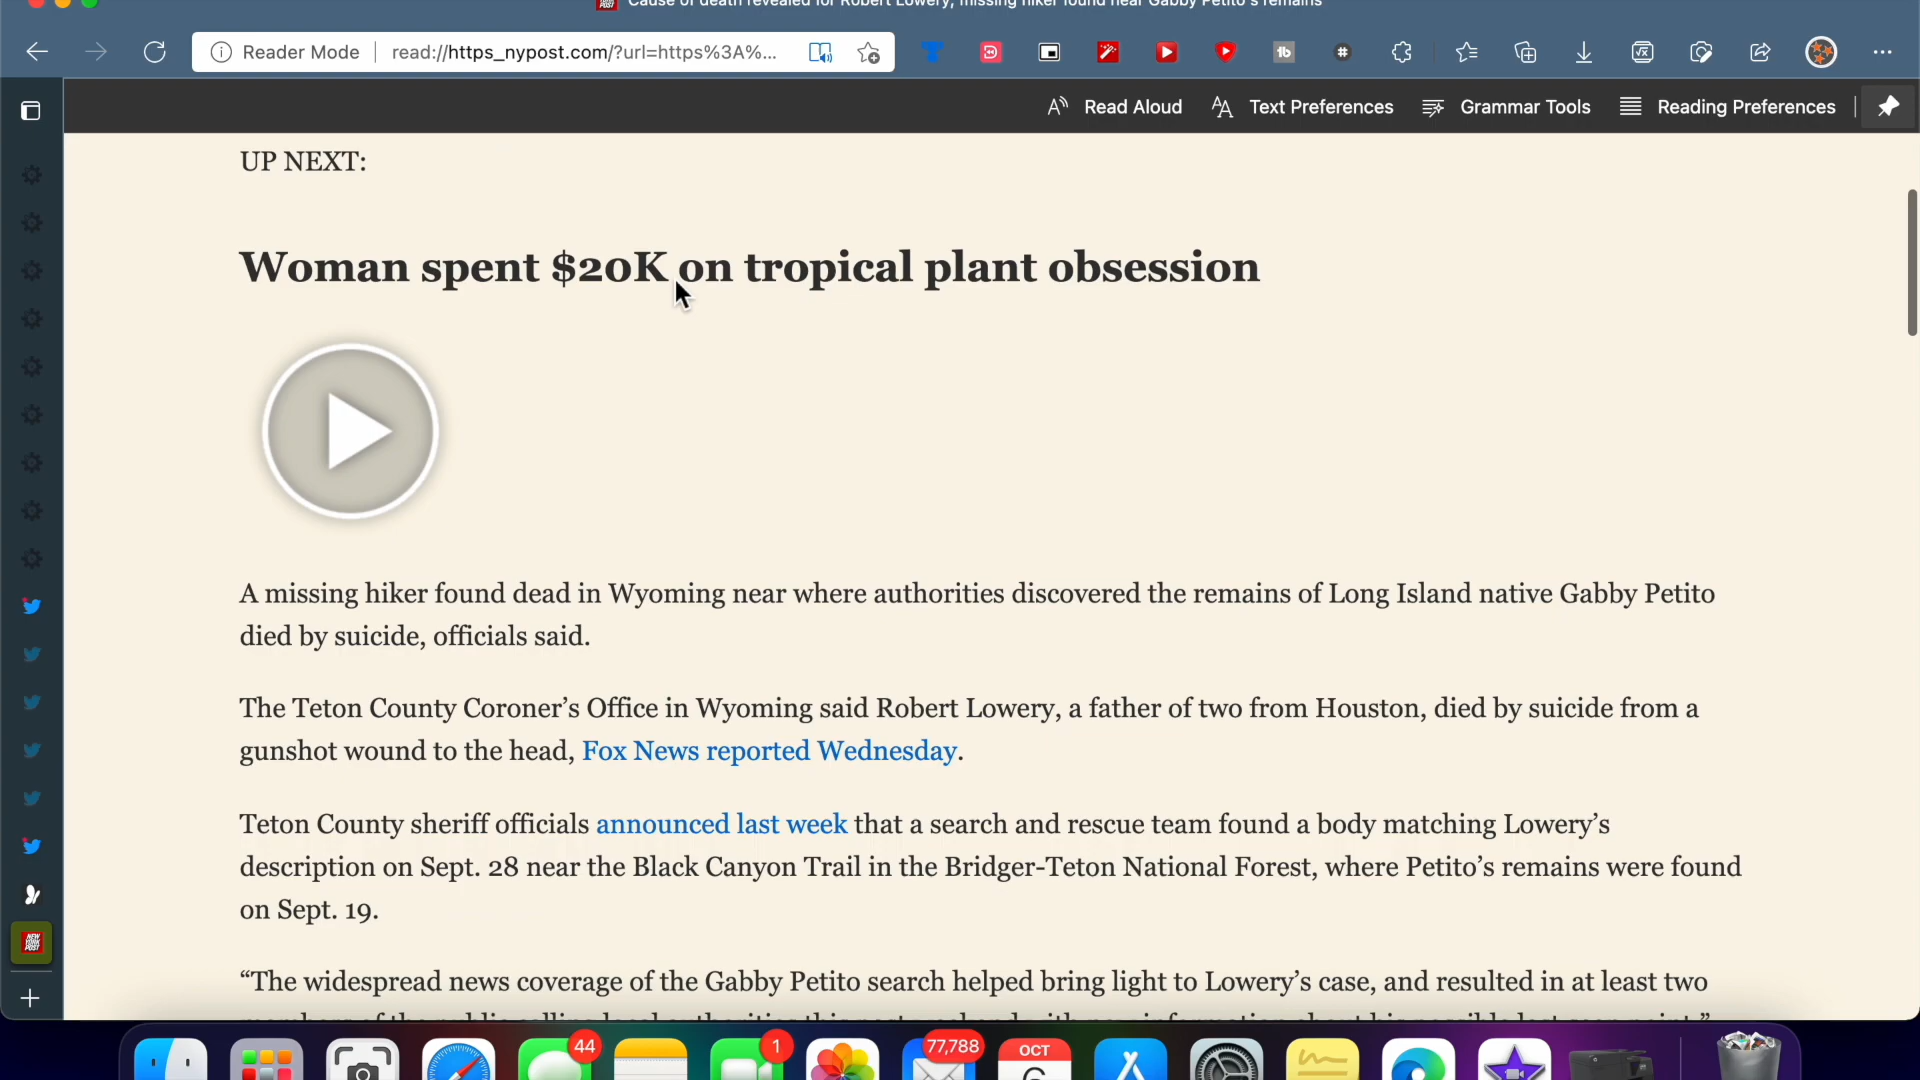 Cause of death revealed for Robert Lowery, missing hiker found near Gabby Petito's remains
Reader Mode
read://https_nypost.com/?url=https%3A%...
Read Aloud
Text Preferences
Grammar Tools
Reading Preferences
UP NEXT:
Woman spent $20K on tropical plant obsession
A missing hiker found dead in Wyoming near where authorities discovered the remains of Long Island native Gabby Petito
died by suicide, officials said.
The Teton County Coroner’s Office in Wyoming said Robert Lowery, a father of two from Houston, died by suicide from a
gunshot wound to the head, Fox News reported Wednesday.
Teton County sheriff officials announced last week that a search and rescue team found a body matching Lowery’s
description on Sept. 28 near the Black Canyon Trail in the Bridger-Teton National Forest, where Petito’s remains were found
on Sept. 19.
“The widespread news coverage of the Gabby Petito search helped bring light to Lowery’s case, and resulted in at least two
44
1
77,788
OCT